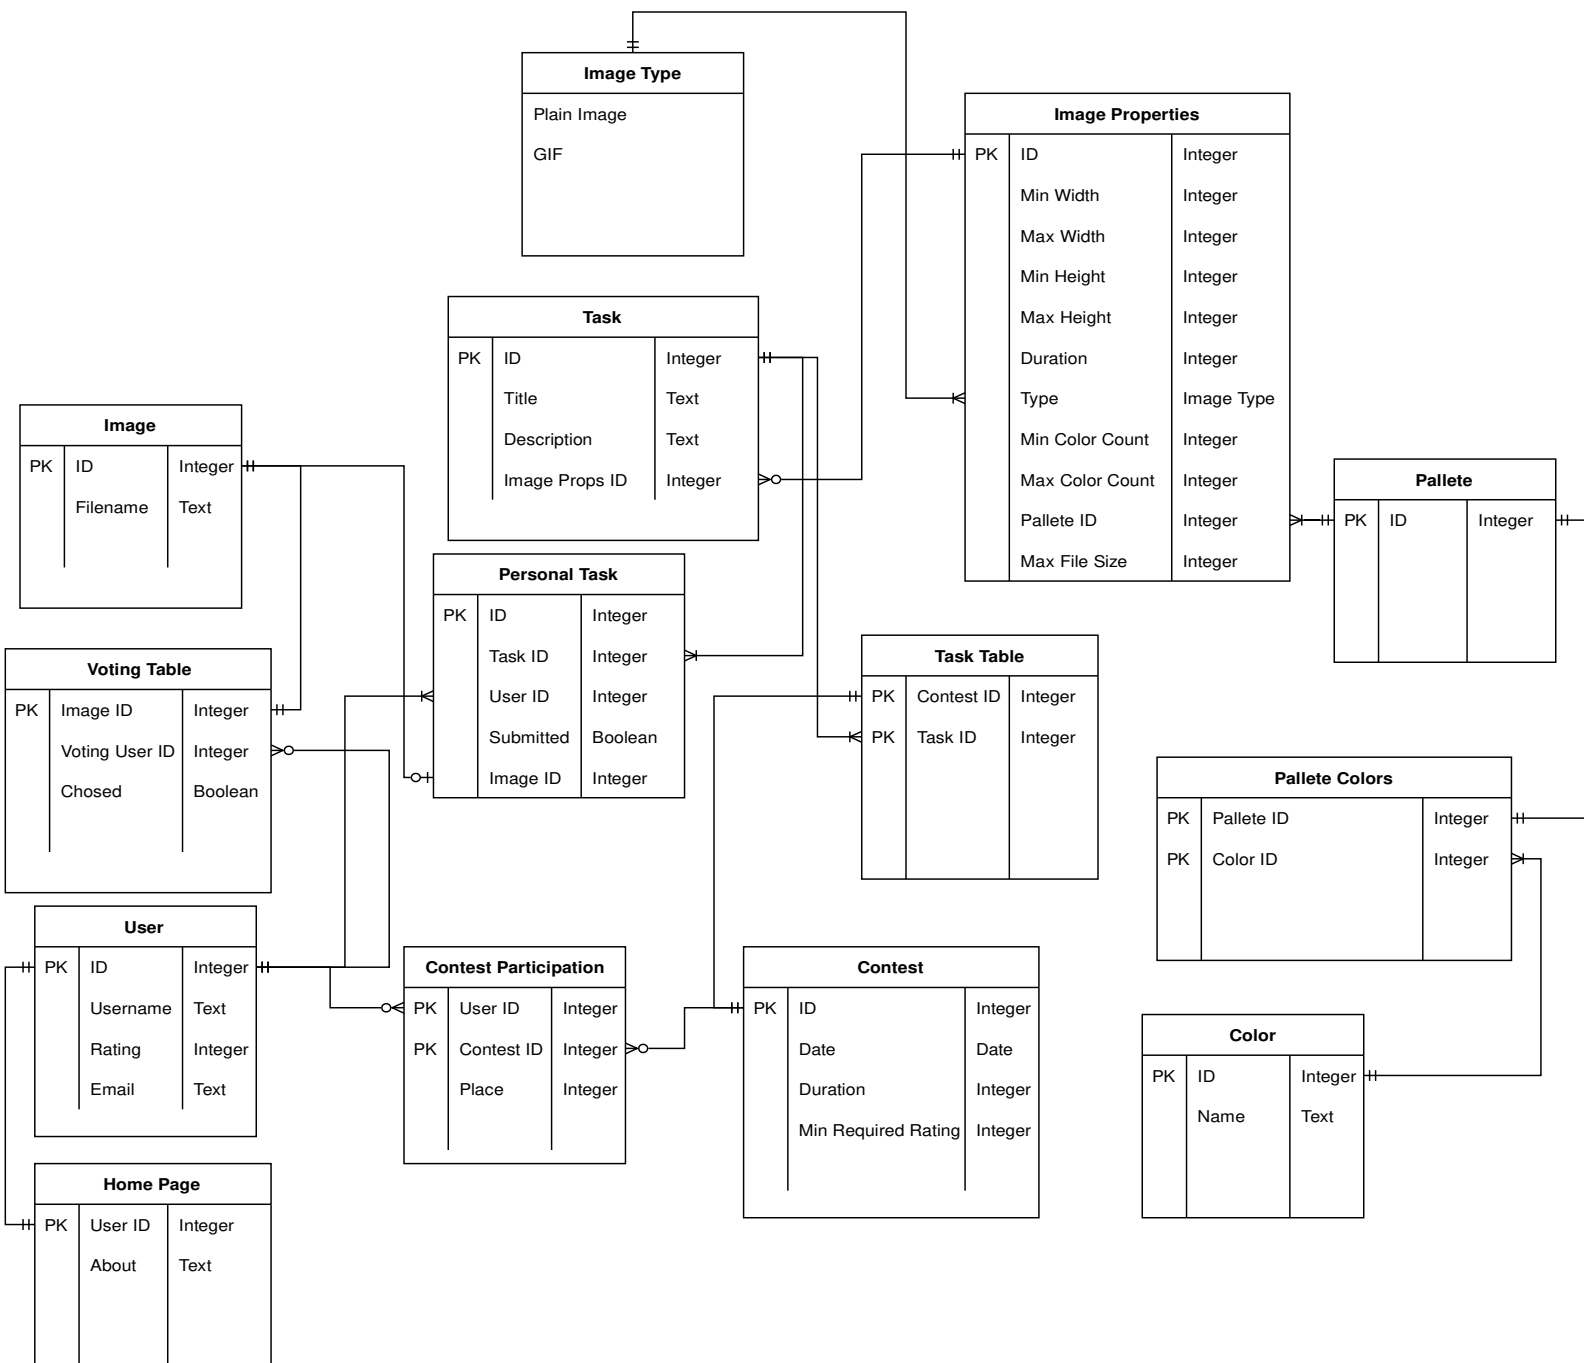 Image Type
Plain Image
GIF
Image Properties
PK ID Integer
Min Width Integer
Max Width Integer
Min Height Integer
Max Height Integer
Duration Integer
Type Image Type
Min Color Count Integer
Max Color Count Integer
Pallete ID Integer
Max File Size Integer
Task
PK ID Integer
Title Text
Description Text
Image Props ID Integer
Image
PK ID Integer
Filename Text
Pallete
PK ID Integer
Personal Task
PK ID Integer
Task ID Integer
User ID Integer
Submitted Boolean
Image ID Integer
Task Table
PK Contest ID Integer
PK Task ID Integer
Voting Table
PK Image ID Integer
Voting User ID Integer
Chosed Boolean
Pallete Colors
PK Pallete ID Integer
PK Color ID Integer
User
PK ID Integer
Username Text
Rating Integer
Email Text
Contest Participation
PK User ID Integer
PK Contest ID Integer
Place Integer
Contest
PK ID Integer
Date Date
Duration Integer
Min Required Rating Integer
Color
PK ID Integer
Name Text
Home Page
PK User ID Integer
About Text